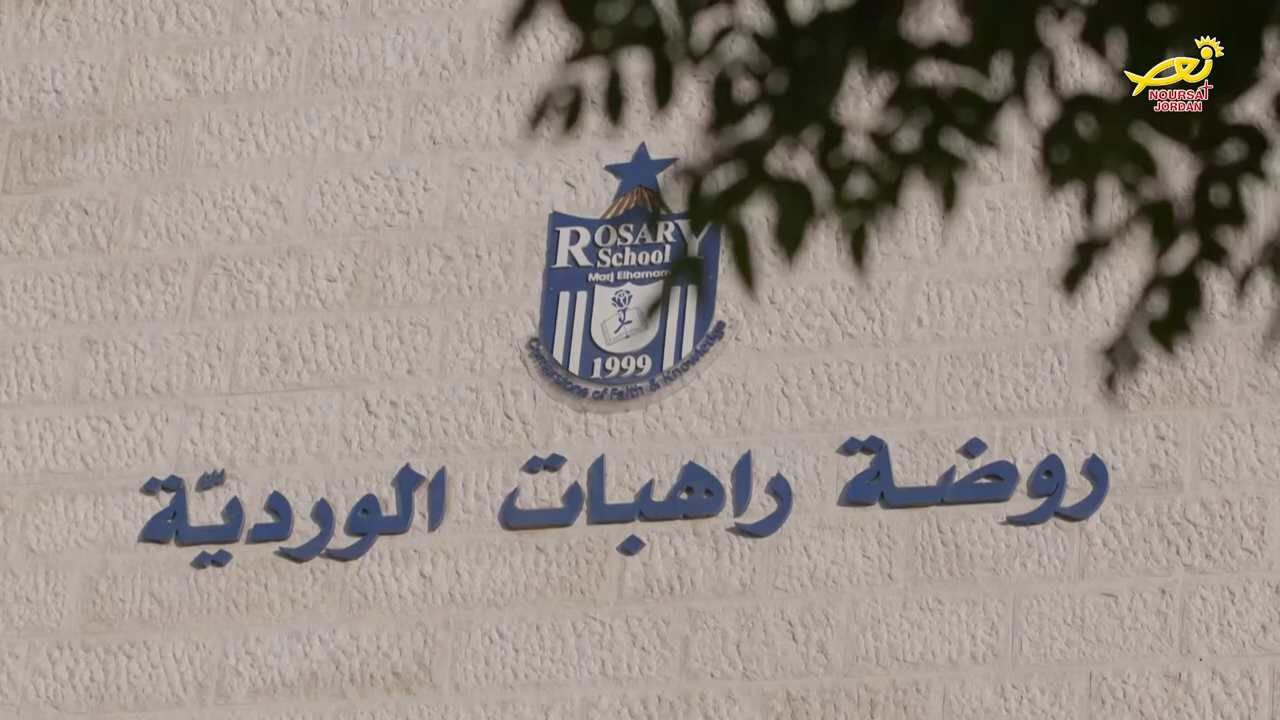 NOURSAT
JORDAN
ROSARY
School
Marj Elhamam
1999
Cornerstone of Faith & Knowledge
روضة راهبات الورديّة